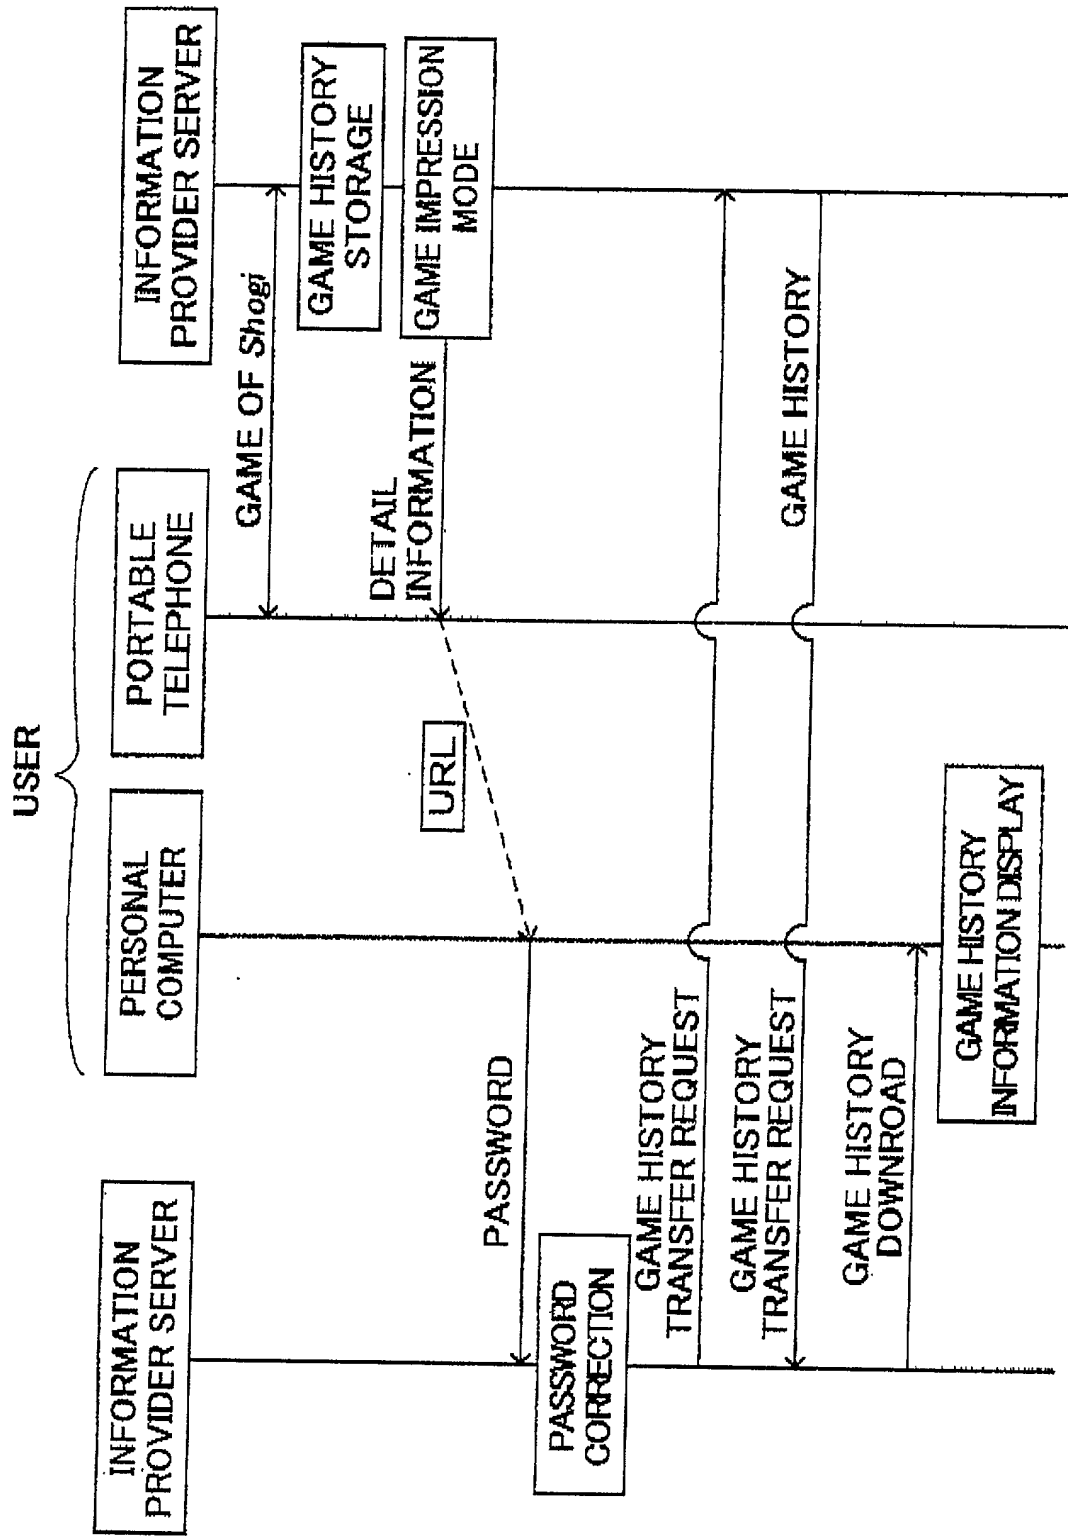 USER
INFORMATION
PROVIDER SERVER
PERSONAL
COMPUTER
PORTABLE
TELEPHONE
INFORMATION
PROVIDER SERVER
GAME OF Shogi
GAME HISTORY
STORAGE
DETAIL
INFORMATION
GAME IMPRESSION
MODE
URL
PASSWORD
PASSWORD
CORRECTION
GAME HISTORY
TRANSFER REQUEST
GAME HISTORY
TRANSFER REQUEST
GAME HISTORY
GAME HISTORY
DOWNROAD
GAME HISTORY
INFORMATION DISPLAY